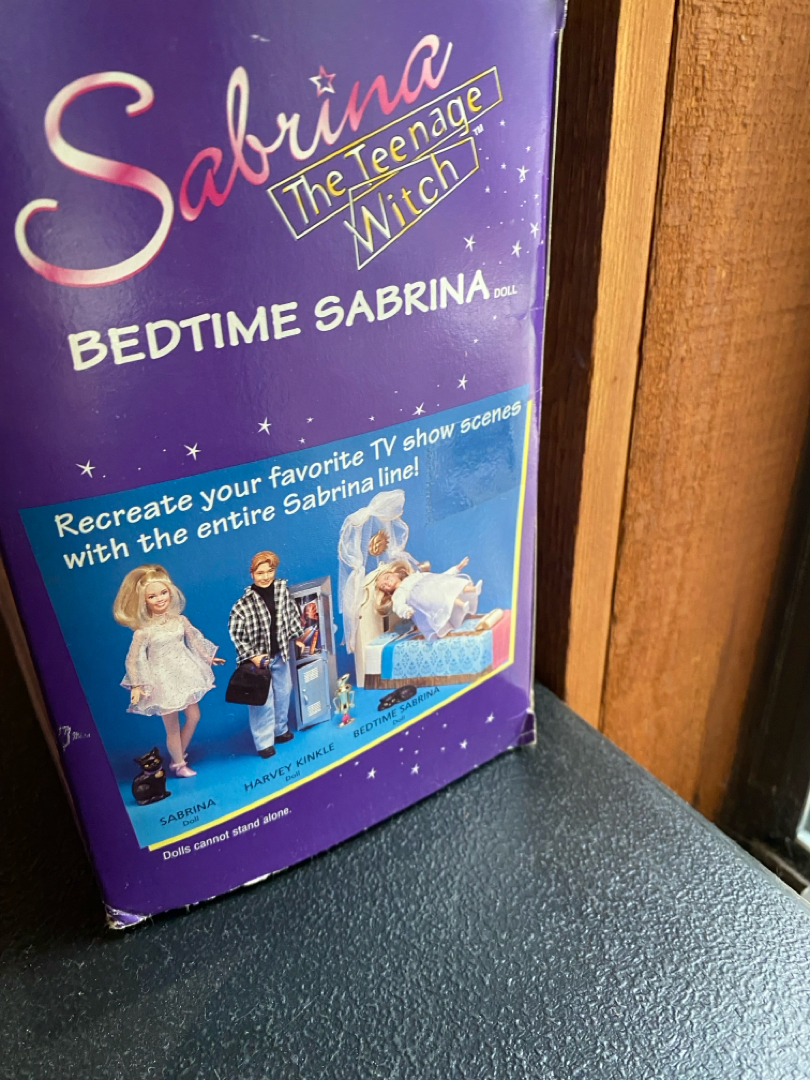 Sabrina
The Teenage
Witch™
BEDTIME SABRINA DOLL
Recreate your favorite TV show scenes
with the entire Sabrina line!
SABRINA
Doll
HARVEY KINKLE
Doll
BEDTIME SABRINA
Doll
Dolls cannot stand alone.